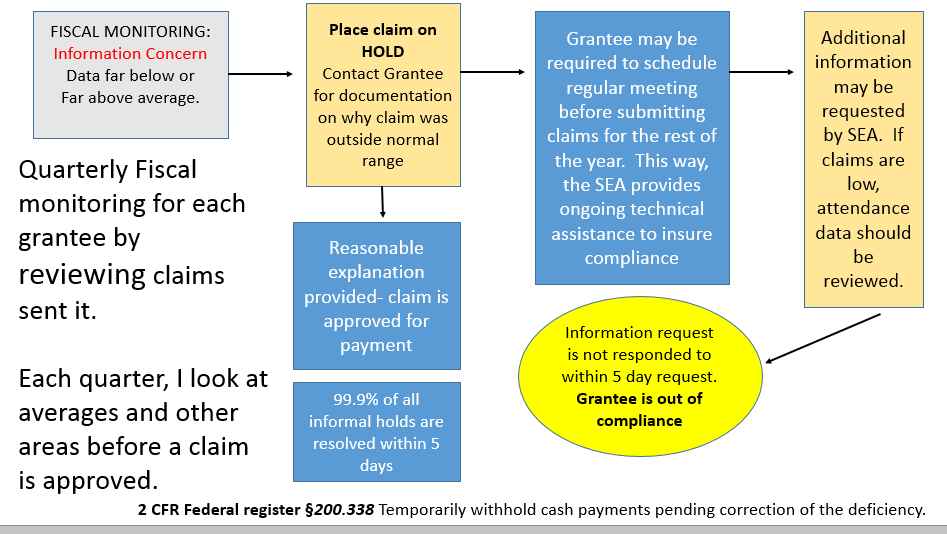 FISCAL MONITORING:
Information Concern
Data far below or
Far above average.
Place claim on
HOLD
Contact Grantee
for documentation
on why claim was
outside normal
range
Grantee may be
required to schedule
regular meeting
before submitting
claims for the rest of
the year.  This way,
the SEA provides
ongoing technical
assistance to insure
compliance
Additional
information
may be
requested
by SEA.  If
claims are
low,
attendance
data should
be
reviewed.
Quarterly Fiscal
monitoring for each
grantee by
reviewing claims
sent it.
Each quarter, I look at
averages and other
areas before a claim
is approved.
Reasonable
explanation
provided- claim is
approved for
payment
99.9% of all
informal holds are
resolved within 5
days
Information request
is not responded to
within 5 day request.
Grantee is out of
compliance
2 CFR Federal register §200.338 Temporarily withhold cash payments pending correction of the deficiency.